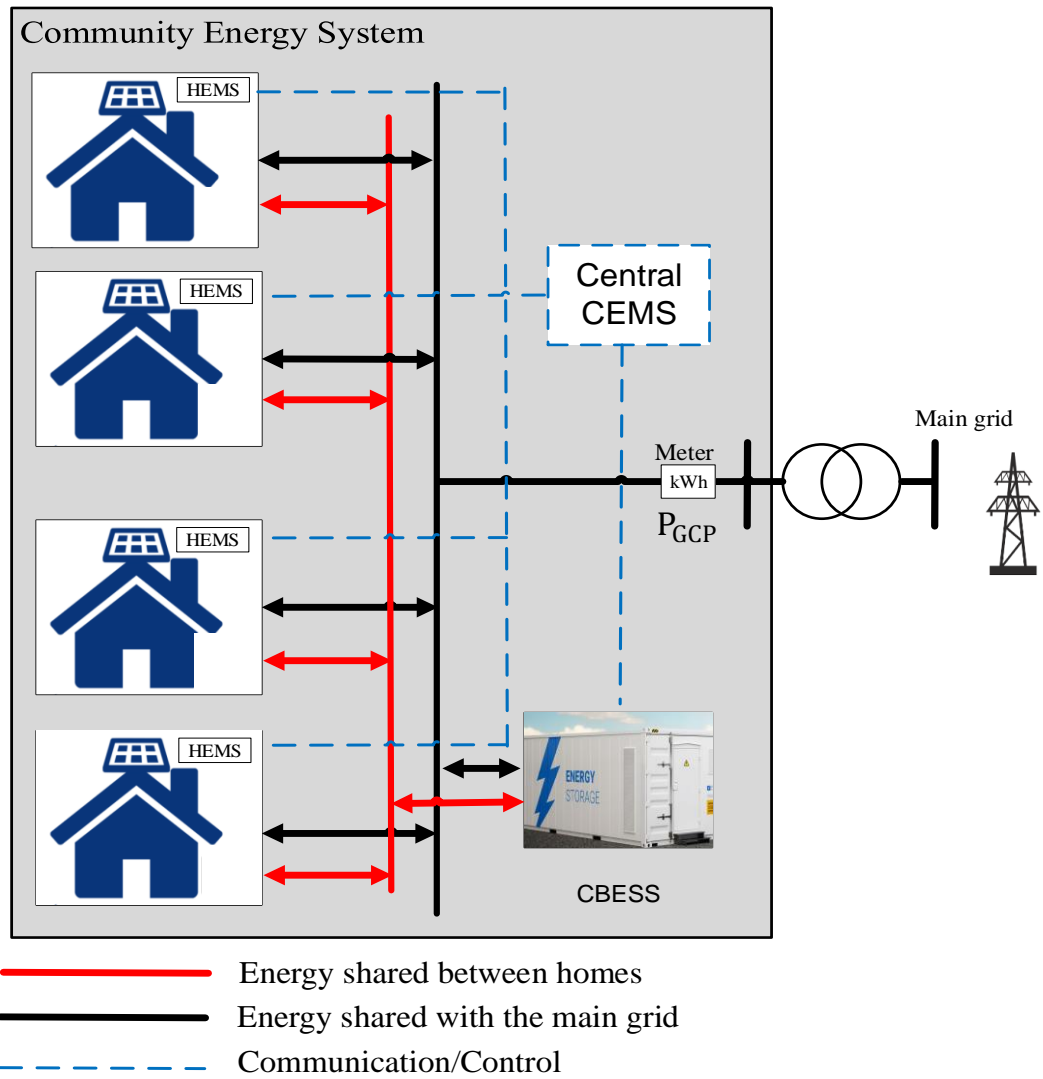 Community Energy System
HEMS
HEMS
Central
CEMS
Main grid
Meter
kWh
P_GCP
HEMS
HEMS
ENERGY
STORAGE
CBESS
Energy shared between homes
Energy shared with the main grid
Communication/Control